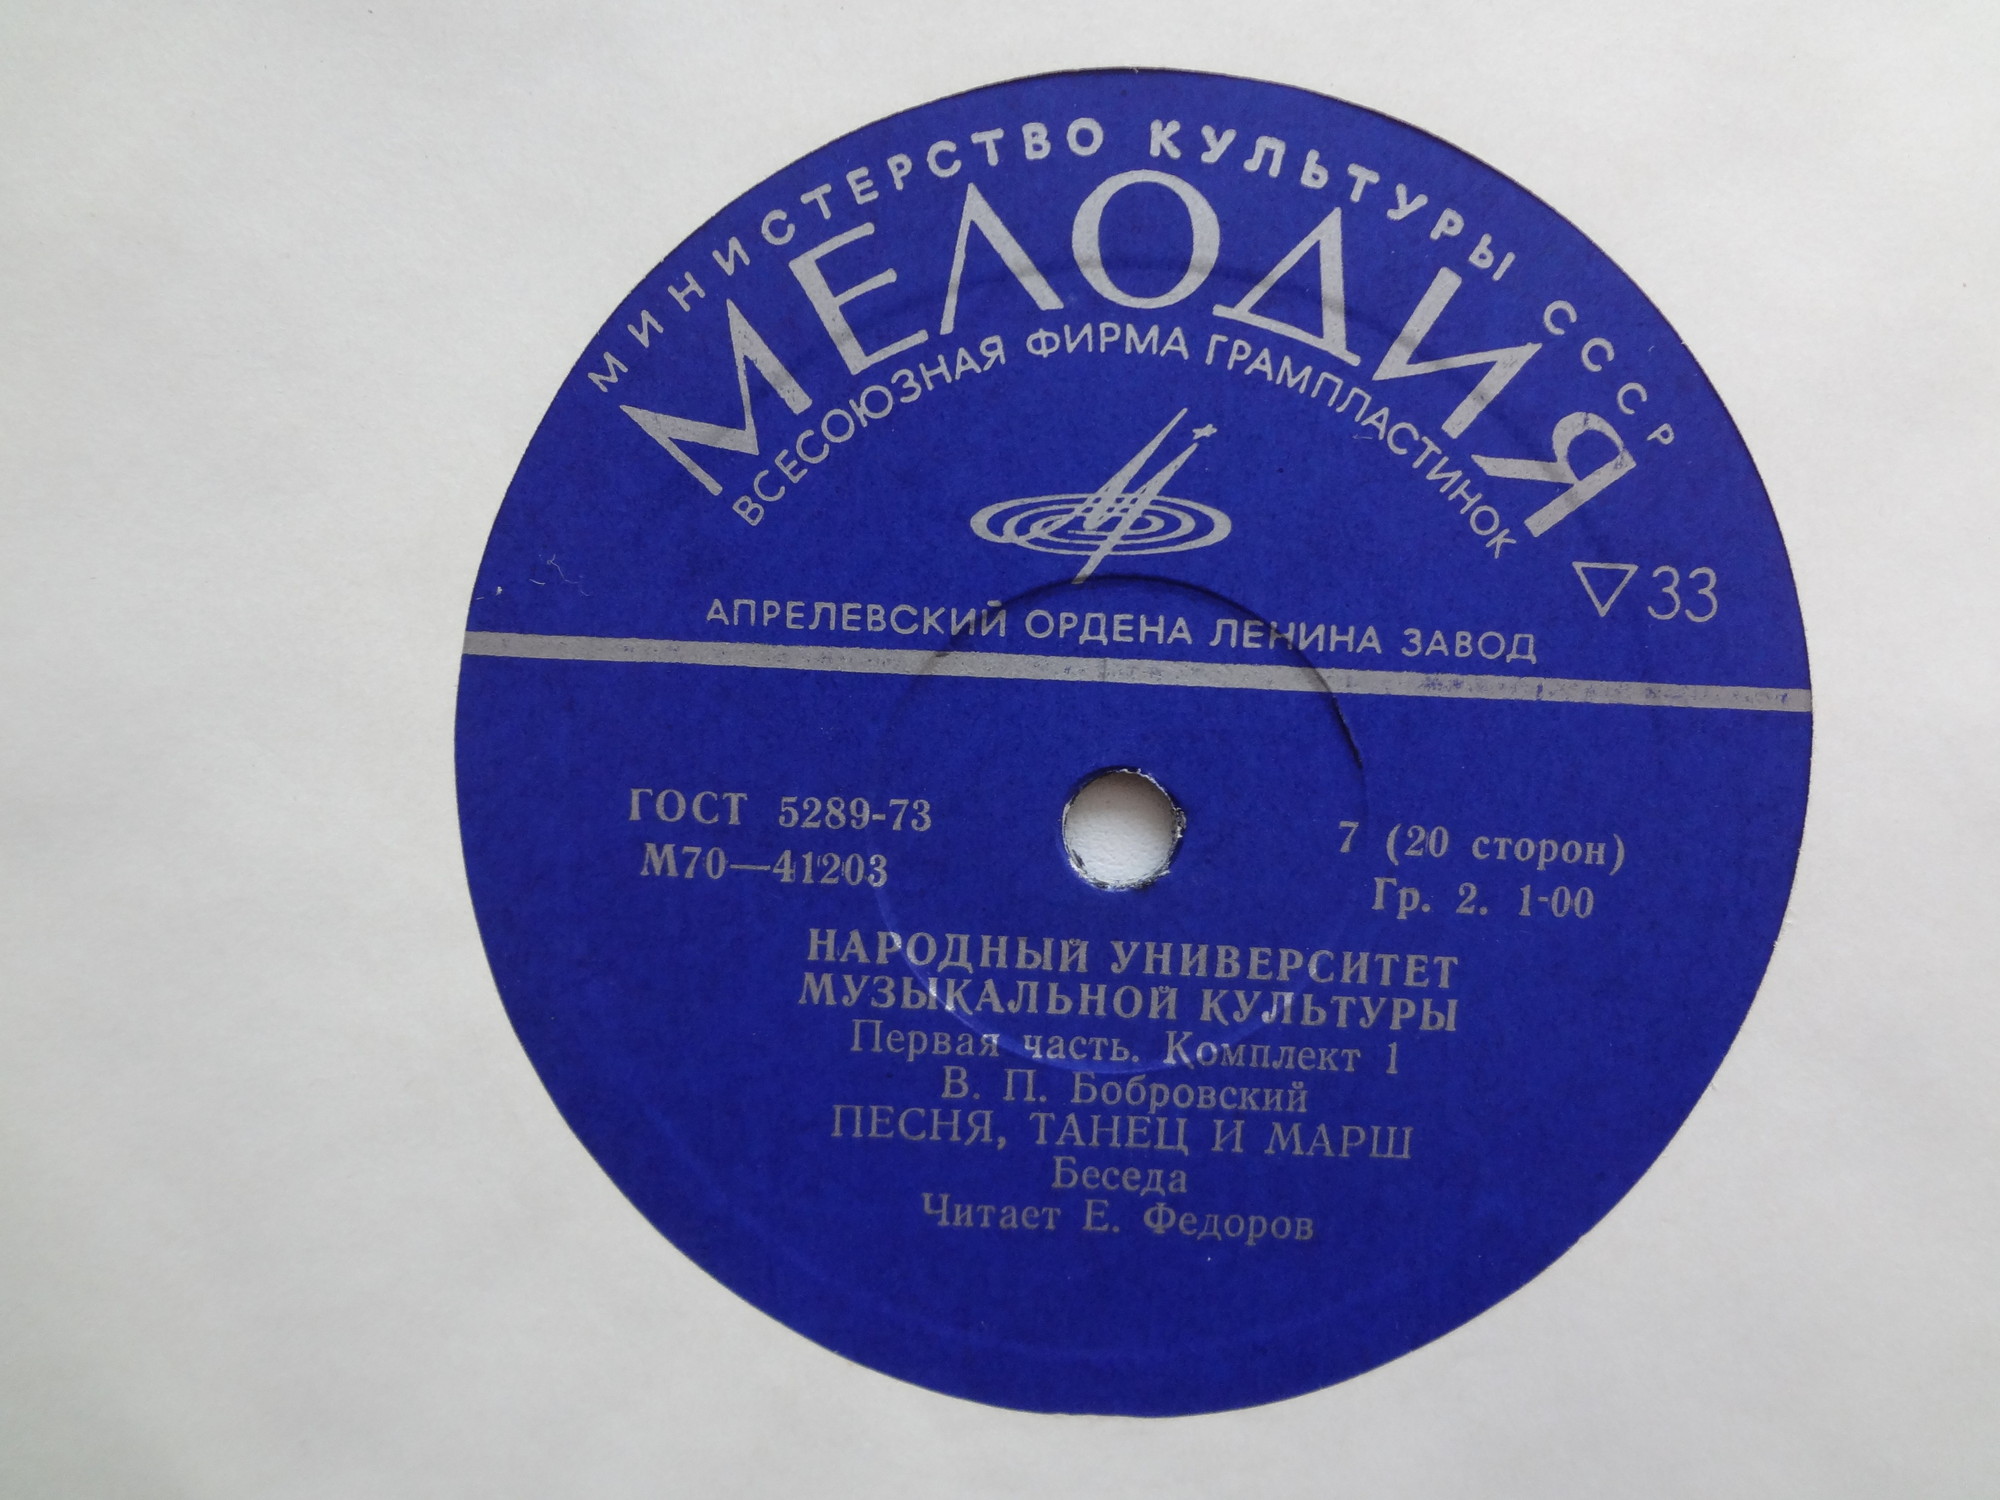 МИНИСТЕРСТВО КУЛЬТУРЫ СССР
МЕЛОДИЯ
ВСЕСОЮЗНАЯ ФИРМА ГРАМПЛАСТИНОК
33
АПРЕЛЕВСКИЙ ОРДЕНА ЛЕНИНА ЗАВОД
ГОСТ 5289-73
М70—41203
7 (20 сторон)
Гр. 2. 1-00
НАРОДНЫЙ УНИВЕРСИТЕТ
МУЗЫКАЛЬНОЙ КУЛЬТУРЫ
Первая часть. Комплект 1
В. П. Бобровский
ПЕСНЯ, ТАНЕЦ И МАРШ
Беседа
Читает Е. Федоров